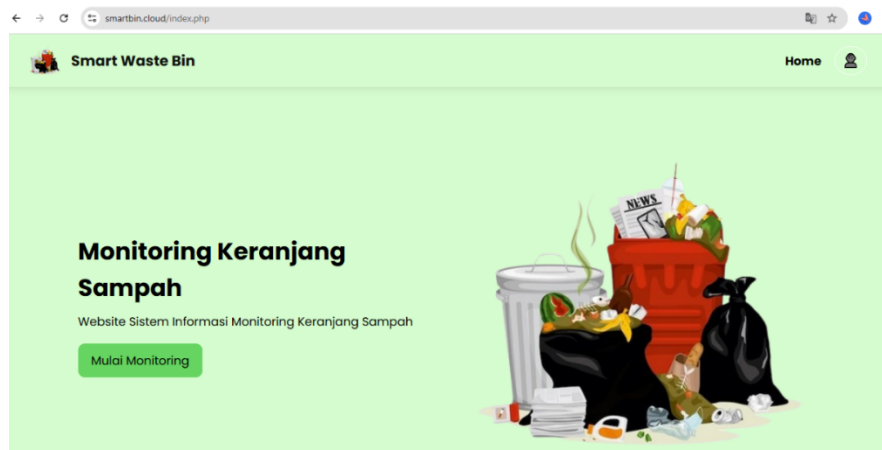 smartbin.cloud/index.php
Smart Waste Bin
Home
Monitoring Keranjang
Sampah
Website Sistem Informasi Monitoring Keranjang Sampah
Mulai Monitoring
NEWS